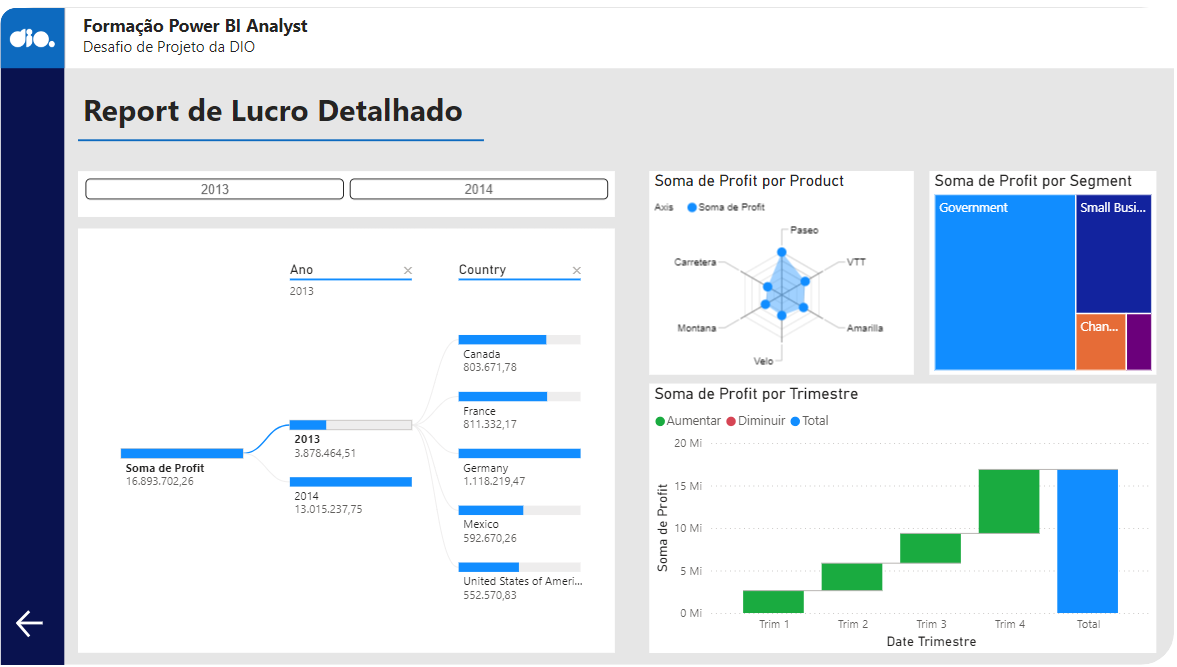 dio.
Formação Power BI Analyst
Desafio de Projeto da DIO
Report de Lucro Detalhado
2013
2014
Ano
2013
Country
Soma de Profit
16.893.702,26
2013
3.878.464,51
2014
13.015.237,75
Canada
803.671,78
France
811.332,17
Germany
1.118.219,47
Mexico
592.670,26
United States of Ameri...
552.570,83
Soma de Profit por Product
Axis Soma de Profit
Paseo
VTT
Amarilla
Velo
Montana
Carretera
Soma de Profit por Segment
Government
Small Busi...
Chan...
Soma de Profit por Trimestre
Aumentar Diminuir Total
Soma de Profit
20 Mi
15 Mi
10 Mi
5 Mi
0 Mi
Trim 1 Trim 2 Trim 3 Trim 4 Total
Date Trimestre